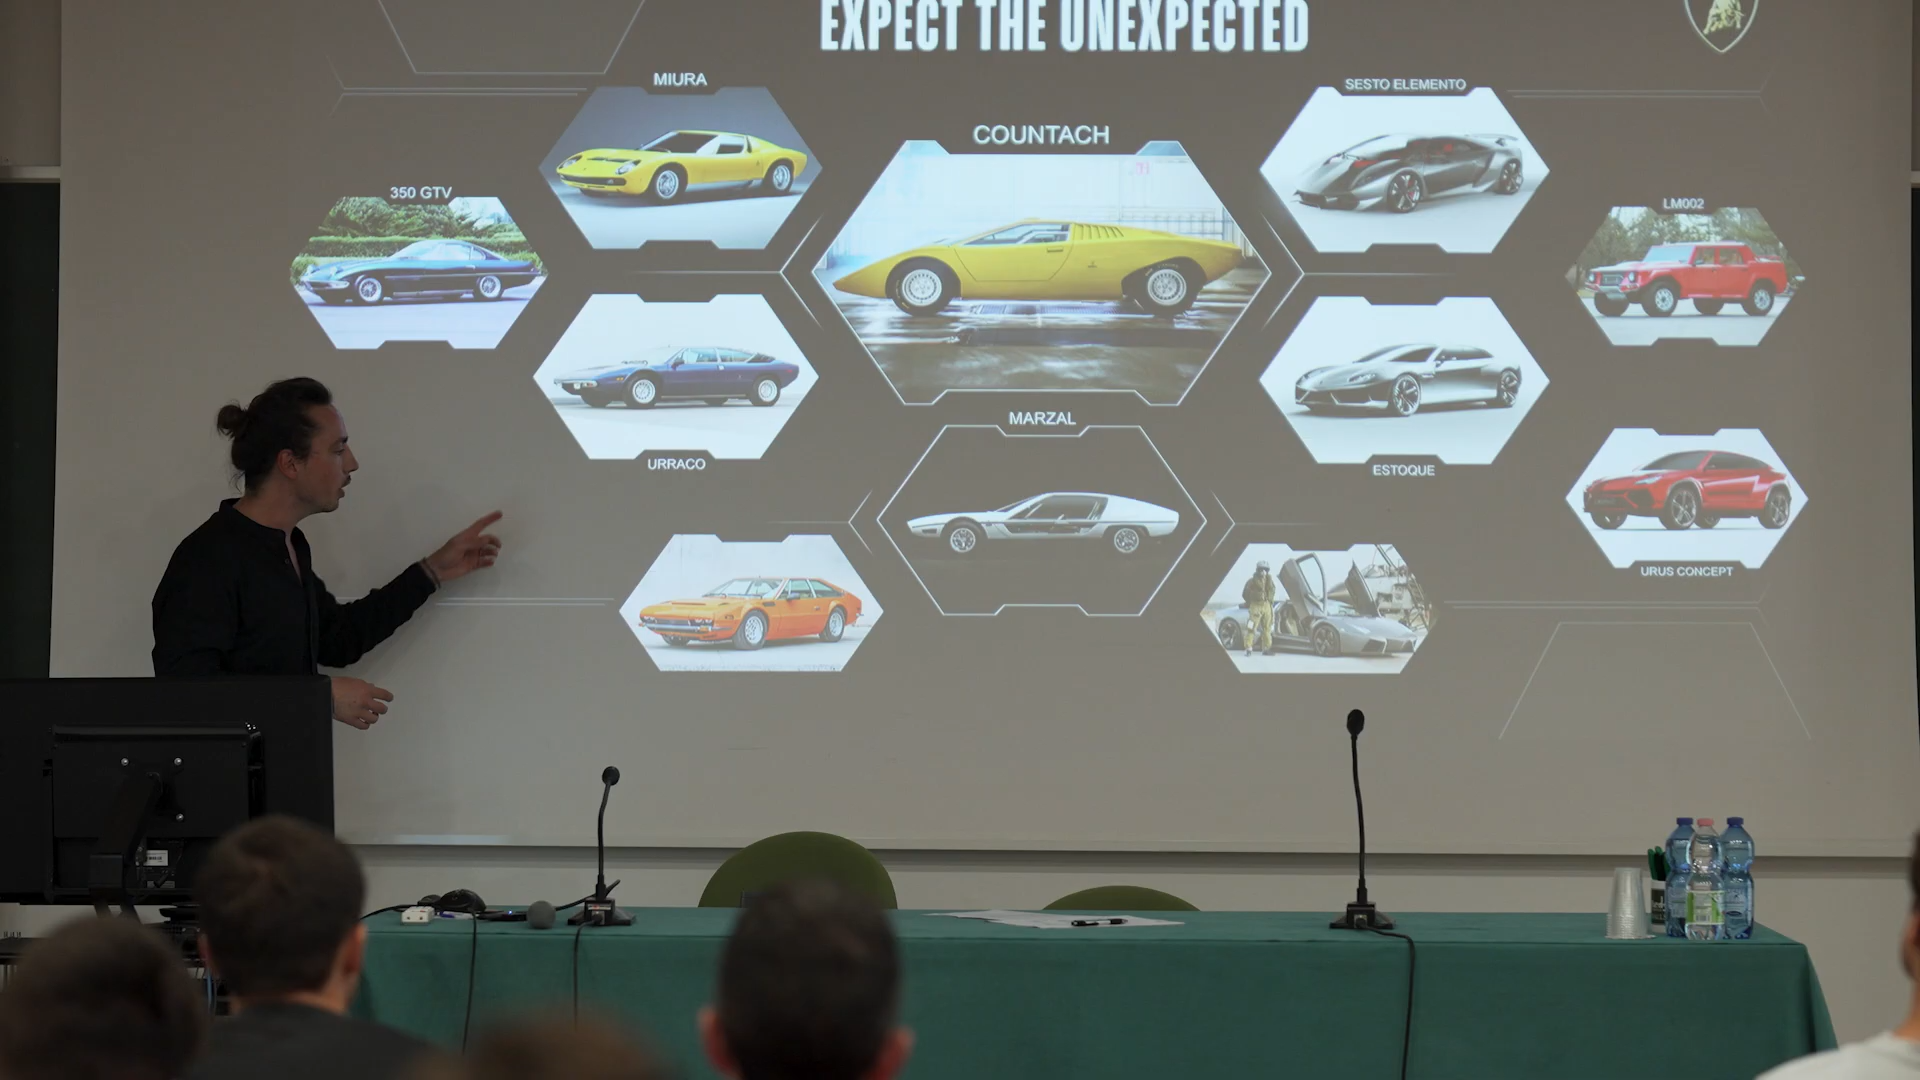 EXPECT THE UNEXPECTED
MIURA
SESTO ELEMENTO
COUNTACH
350 GTV
LM002
MARZAL
URRACO
ESTOQUE
URUS CONCEPT